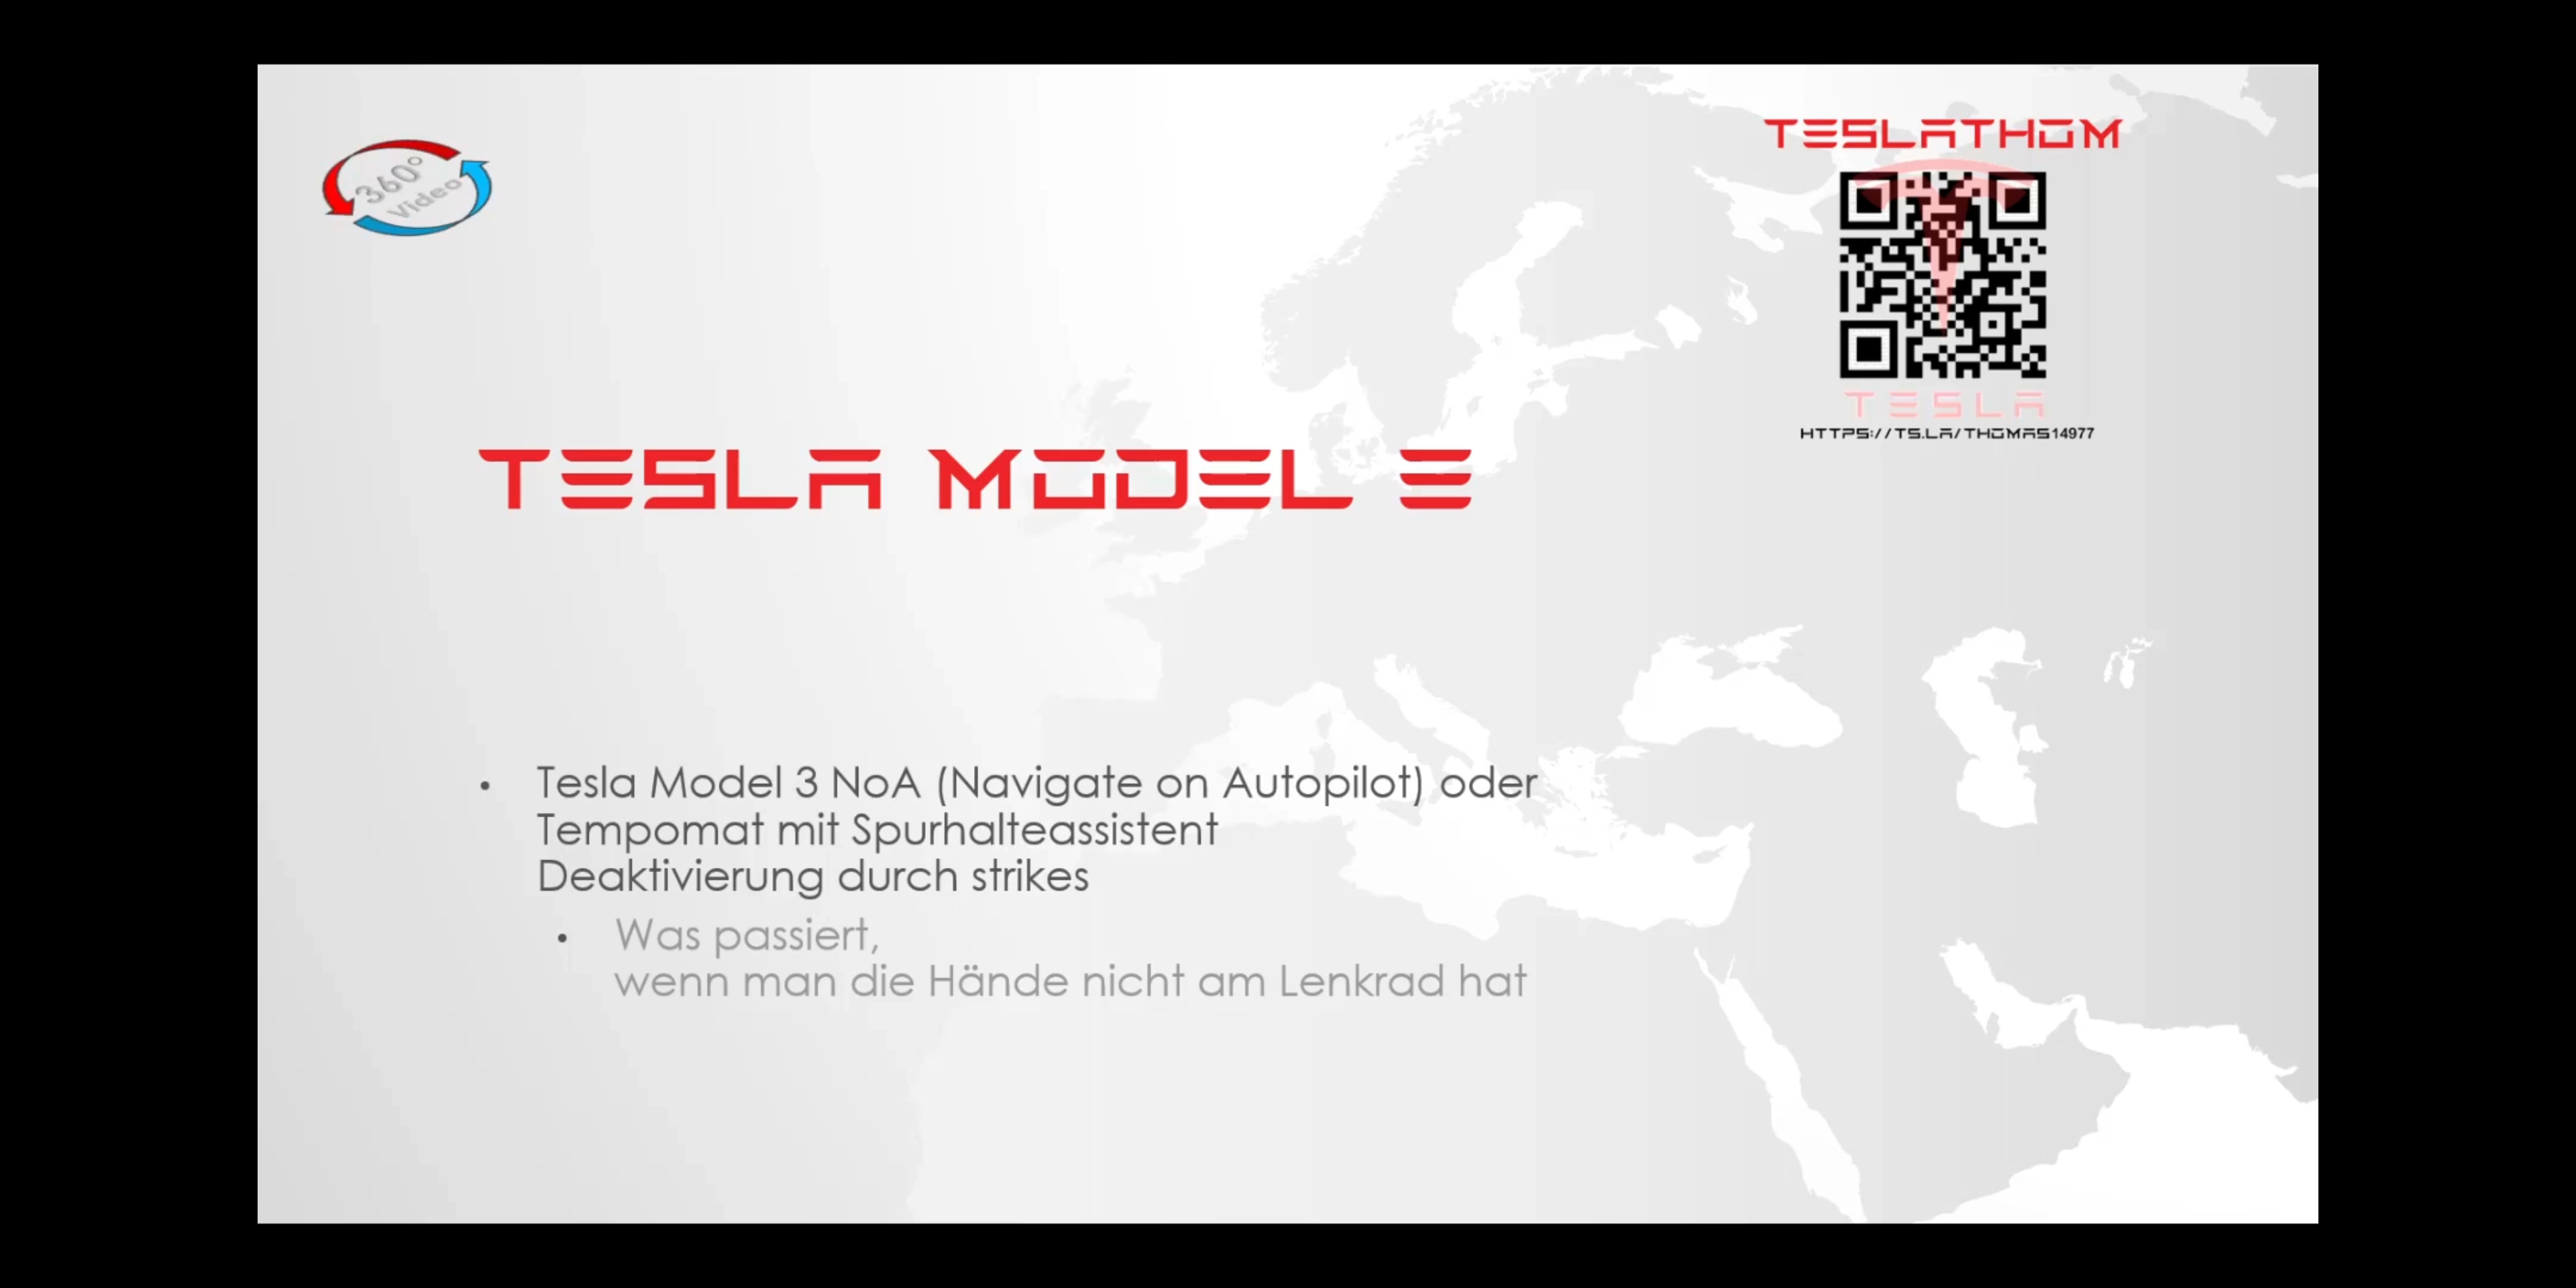 360°
Video
TESLATHOM
TESLA
HTTPS://TS.LA/THOMAS14977
TESLA MODEL 3
• Tesla Model 3 NoA (Navigate on Autopilot) oder
Tempomat mit Spurhalteassistent
Deaktivierung durch strikes
• Was passiert,
wenn man die Hände nicht am Lenkrad hat